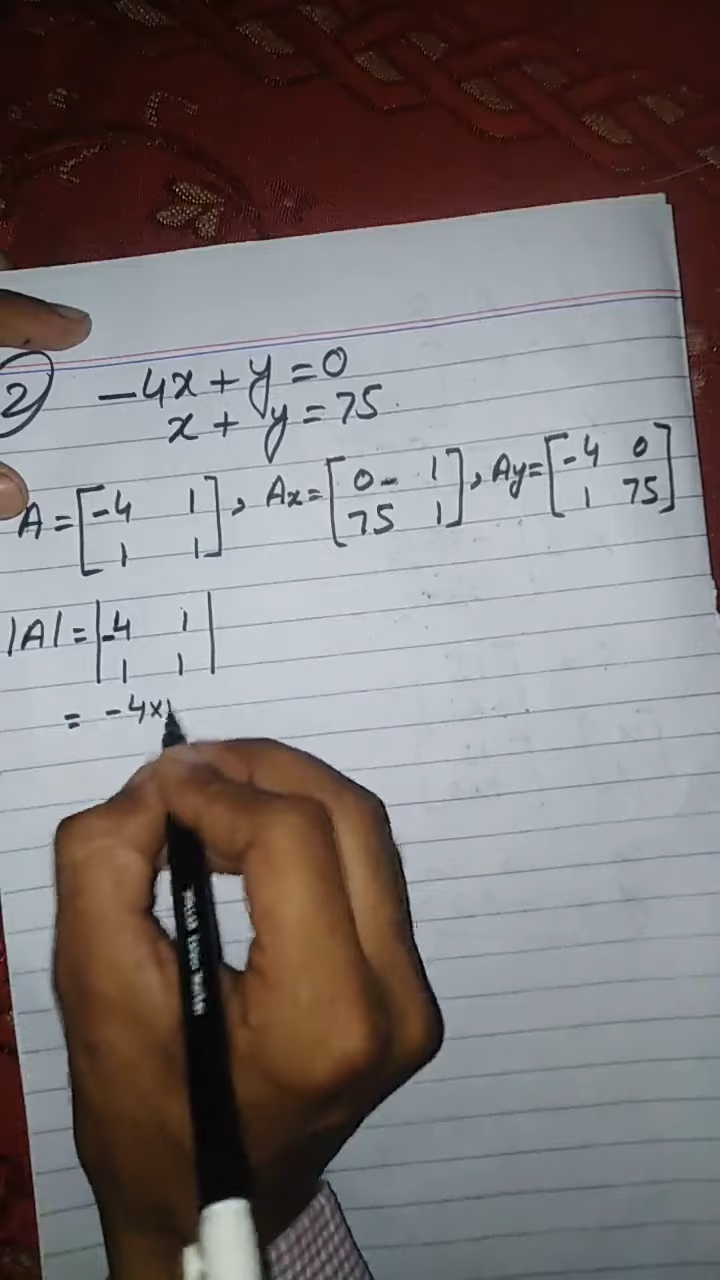 2) -4x + y = 0
x + y = 75
A = [-4 1], Ax = [0 1], Ay = [-4 0]
[1 1] [75 1] [1 75]
|A| = |-4 1|
|1 1|
= -4×1